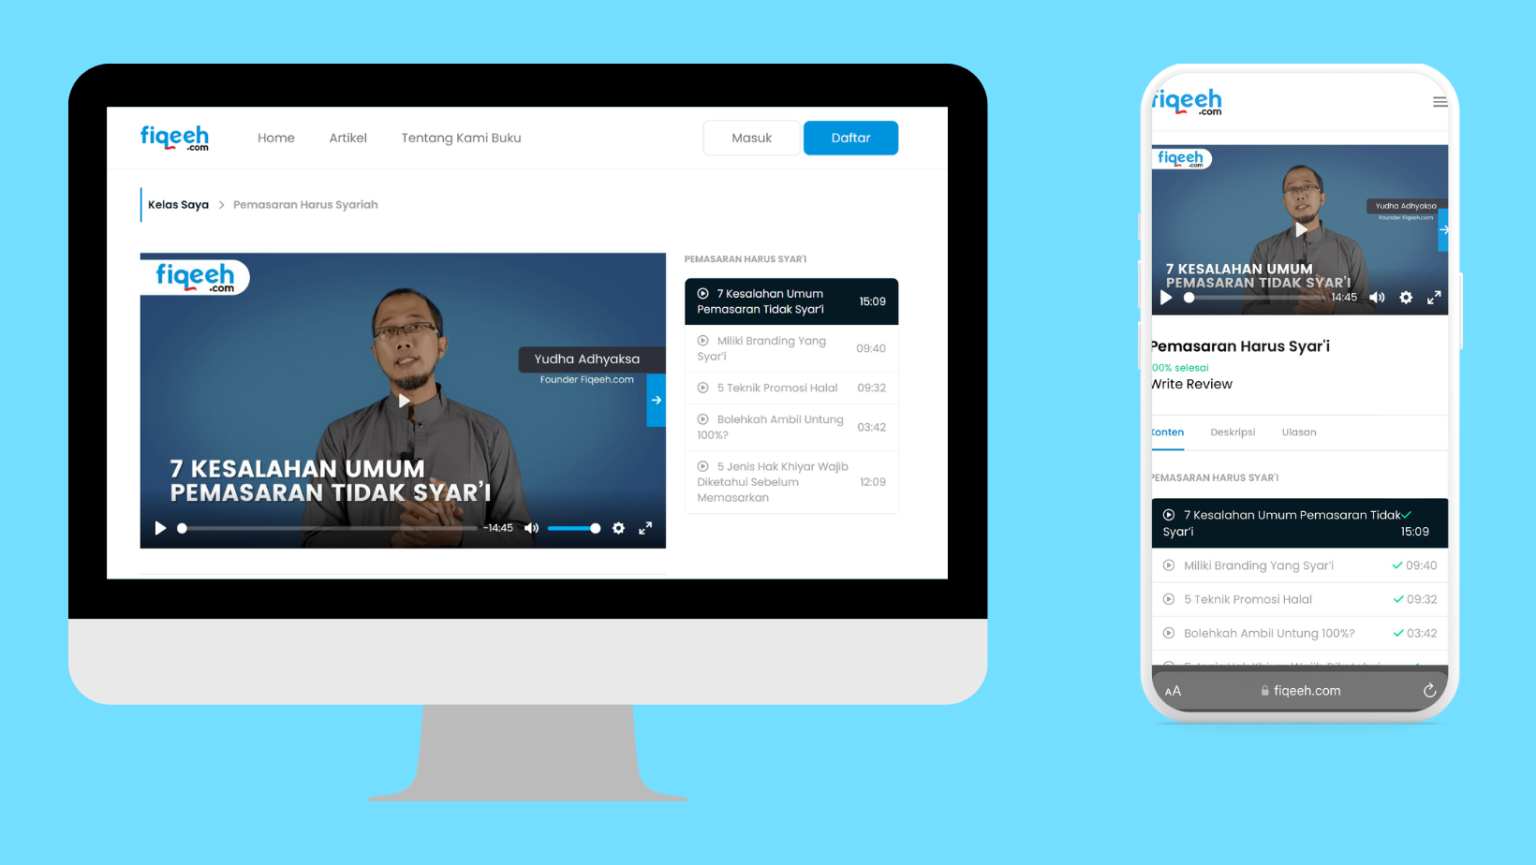 fiqeeh
.com
Home
Artikel
Tentang Kami Buku
Masuk
Daftar
Kelas Saya > Pemasaran Harus Syariah
fiqeeh
.com
Yudha Adhyaksa
Founder Fiqeeh.com
7 KESALAHAN UMUM
PEMASARAN TIDAK SYAR'I
-14:45
PEMASARAN HARUS SYAR'I
7 Kesalahan Umum
Pemasaran Tidak Syar'i
15:09
Miliki Branding Yang
Syar'i
09:40
5 Teknik Promosi Halal 09:32
Bolehkah Ambil Untung
100%?
03:42
5 Jenis Hak Khiyar Wajib
Diketahui Sebelum
Memasarkan
12:09
fiqeeh
.com
fiqeeh
.com
Yudha Adhyaksa
Founder Fiqeeh.com
7 KESALAHAN UMUM
PEMASARAN TIDAK SYAR'I
14:45
Pemasaran Harus Syar'i
00% selesai
Write Review
Konten
Deskripsi
Ulasan
PEMASARAN HARUS SYAR'I
7 Kesalahan Umum Pemasaran Tidak
Syar'i
15:09
Miliki Branding Yang Syar'i 09:40
5 Teknik Promosi Halal 09:32
Bolehkah Ambil Untung 100%? 03:42
AA
fiqeeh.com